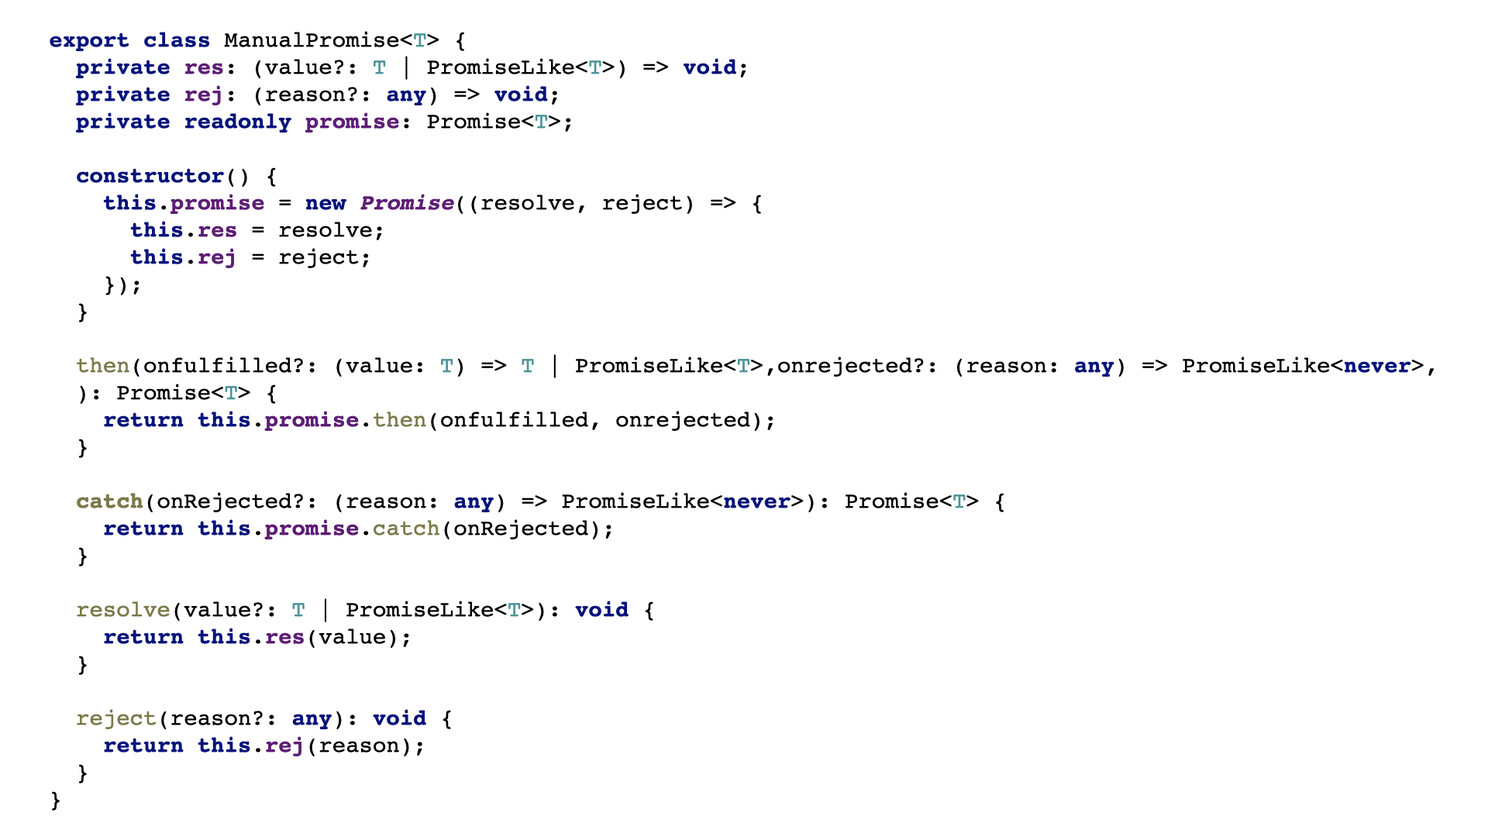 export class ManualPromise<T> {
  private res: (value?: T | PromiseLike<T>) => void;
  private rej: (reason?: any) => void;
  private readonly promise: Promise<T>;

  constructor() {
    this.promise = new Promise((resolve, reject) => {
      this.res = resolve;
      this.rej = reject;
    });
  }

  then(onfulfilled?: (value: T) => T | PromiseLike<T>,onrejected?: (reason: any) => PromiseLike<never>,
  ): Promise<T> {
    return this.promise.then(onfulfilled, onrejected);
  }

  catch(onRejected?: (reason: any) => PromiseLike<never>): Promise<T> {
    return this.promise.catch(onRejected);
  }

  resolve(value?: T | PromiseLike<T>): void {
    return this.res(value);
  }

  reject(reason?: any): void {
    return this.rej(reason);
  }
}